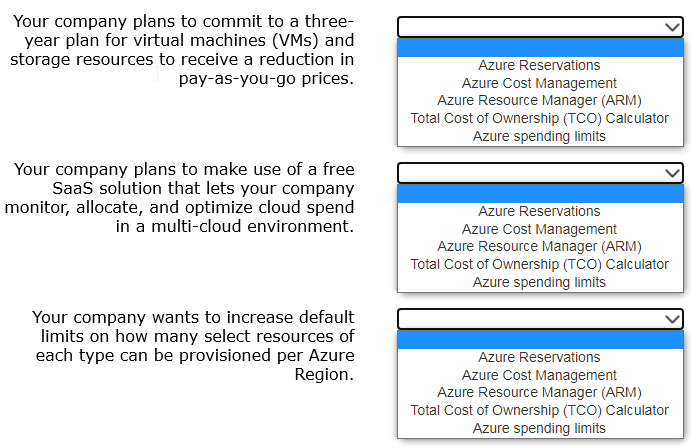 Your company plans to commit to a three-
year plan for virtual machines (VMs) and
storage resources to receive a reduction in
pay-as-you-go prices.
Azure Reservations
Azure Cost Management
Azure Resource Manager (ARM)
Total Cost of Ownership (TCO) Calculator
Azure spending limits
Your company plans to make use of a free
SaaS solution that lets your company
monitor, allocate, and optimize cloud spend
in a multi-cloud environment.
Azure Reservations
Azure Cost Management
Azure Resource Manager (ARM)
Total Cost of Ownership (TCO) Calculator
Azure spending limits
Your company wants to increase default
limits on how many select resources of
each type can be provisioned per Azure
Region.
Azure Reservations
Azure Cost Management
Azure Resource Manager (ARM)
Total Cost of Ownership (TCO) Calculator
Azure spending limits